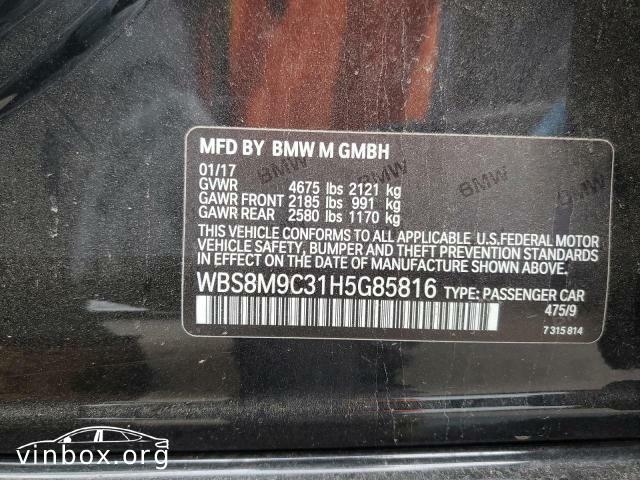 MFD BY BMW M GMBH
01/17
GVWR 4675 lbs 2121 kg
GAWR FRONT 2185 lbs 991 kg
GAWR REAR 2580 lbs 1170 kg
THIS VEHICLE CONFORMS TO ALL APPLICABLE U.S.FEDERAL MOTOR
VEHICLE SAFETY, BUMPER AND THEFT PREVENTION STANDARDS
IN EFFECT ON THE DATE OF MANUFACTURE SHOWN ABOVE.
WBS8M9C31H5G85816 TYPE: PASSENGER CAR
475/9
7 315 814
BMW
BMW
BMW
vinbox.org